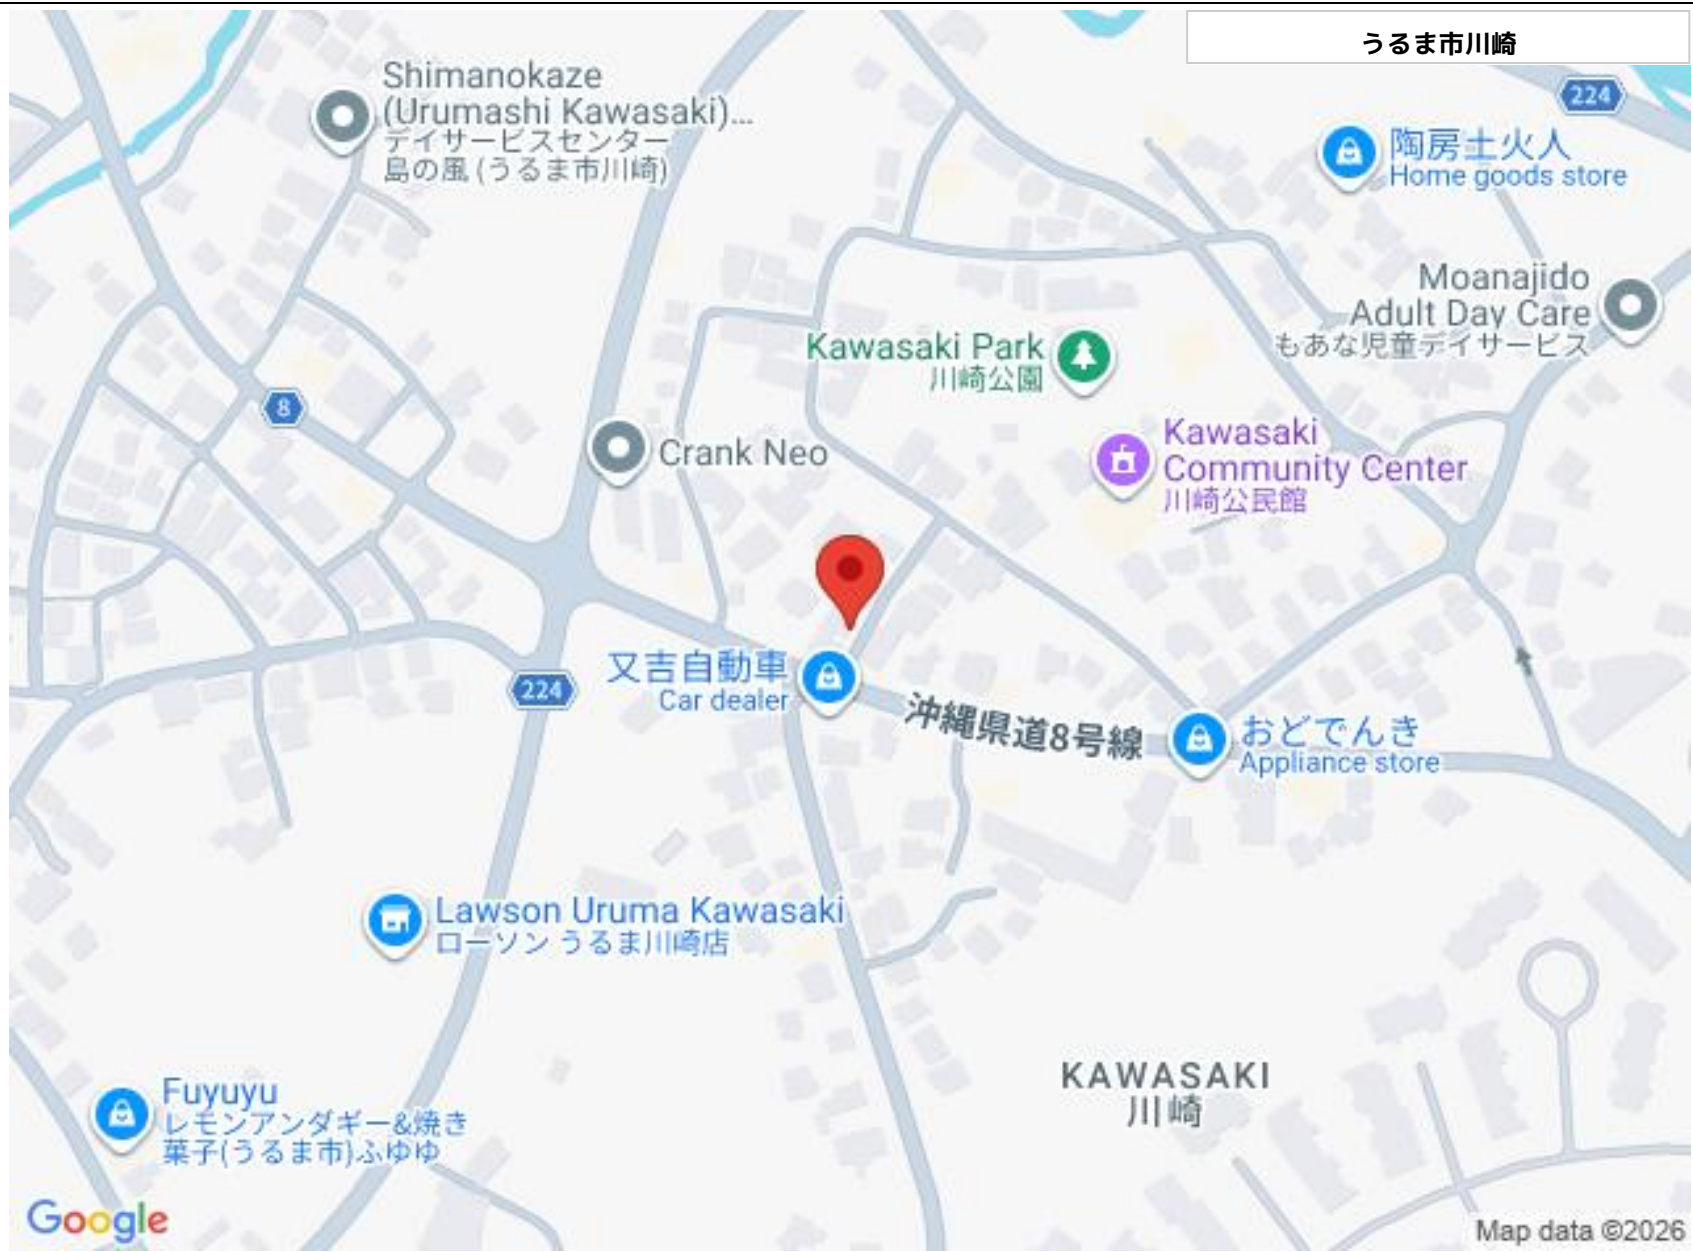 うるま市川崎
224
Shimanokaze
(Urumashi Kawasaki)...
デイサービスセンター
島の風 (うるま市川崎)
陶房土火人
Home goods store
Moanajido
Adult Day Care
もあな児童デイサービス
Kawasaki Park
川崎公園
8
Crank Neo
Kawasaki
Community Center
川崎公民館
又吉自動車
Car dealer
224
沖縄県道8号線
おどでんき
Appliance store
Lawson Uruma Kawasaki
ローソン うるま川崎店
KAWASAKI
川崎
Fuyuyu
レモンアンダギー&焼き
菓子(うるま市)ふゆゆ
Google
Map data ©2026